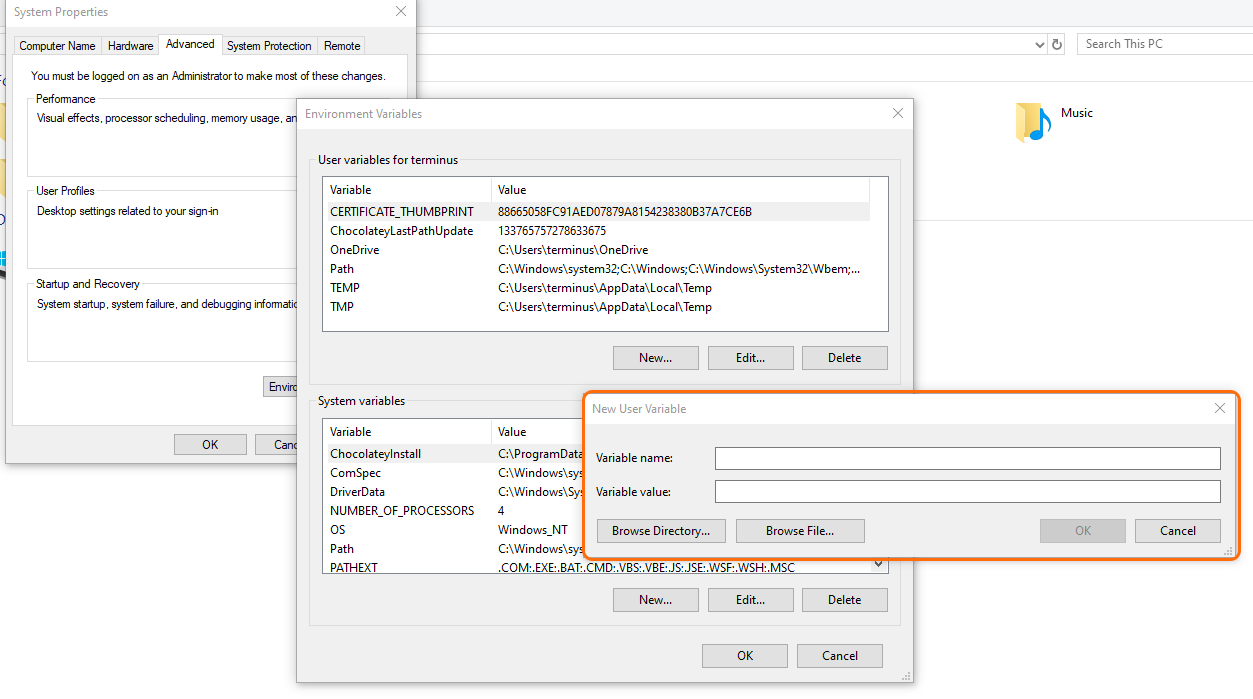 System Properties
Computer Name Hardware Advanced System Protection Remote
You must be logged on as an Administrator to make most of these changes.
Performance
Visual effects, processor scheduling, memory usage,
User Profiles
Desktop settings related to your sign-in
Startup and Recovery
System startup, system failure, and debugging
OK
Search This PC
Music
Environment Variables
User variables for terminus
Variable Value
CERTIFICATE_THUMBPRINT 88665058FC91AED07879A8154238380B37A7CE6B
ChocolateyLastPathUpdate 133765757278633675
OneDrive C:\Users\terminus\OneDrive
Path C:\Windows\system32;C:\Windows;C:\Windows\System32\Wbem;...
TEMP C:\Users\terminus\AppData\Local\Temp
TMP C:\Users\terminus\AppData\Local\Temp
New... Edit... Delete
System variables
Variable Value
ChocolateyInstall C:\ProgramData
ComSpec C:\Windows\sys
DriverData C:\Windows\Sys
NUMBER_OF_PROCESSORS 4
OS Windows_NT
Path C:\Windows\sys
PATHEXT .COM;.EXE;.BAT;.CMD;.VBS;.VBE;.JS;.JSE;.WSF;.WSH;.MSC
New... Edit... Delete
OK Cancel
New User Variable
Variable name:
Variable value:
Browse Directory... Browse File... OK Cancel